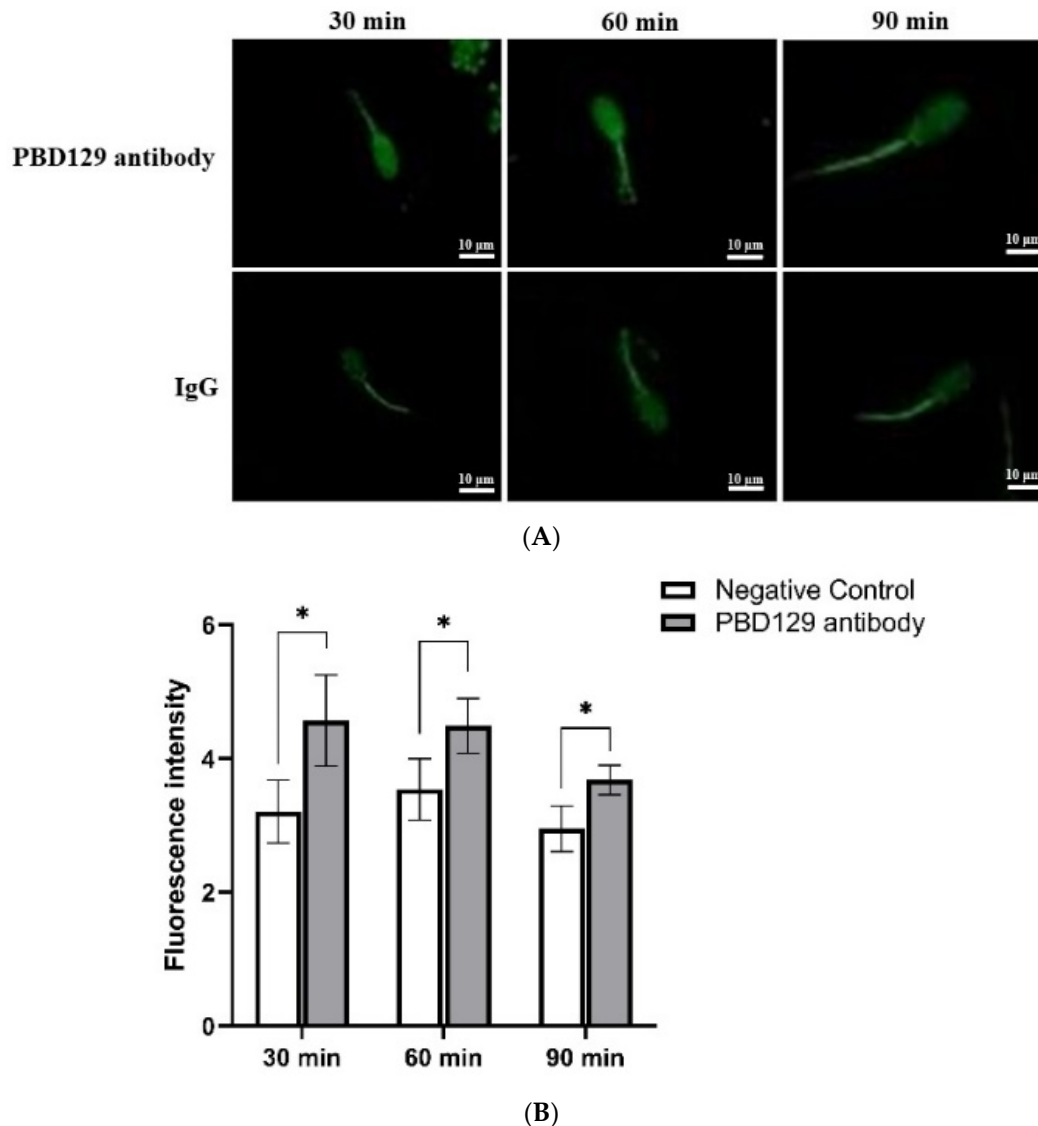 30 min 60 min 90 min
PBD129 antibody
10 µm 10 µm 10 µm
IgG
10 µm 10 µm 10 µm
(A)
Negative Control
PBD129 antibody
Fluorescence intensity
6
4
2
0
* * *
30 min 60 min 90 min
(B)